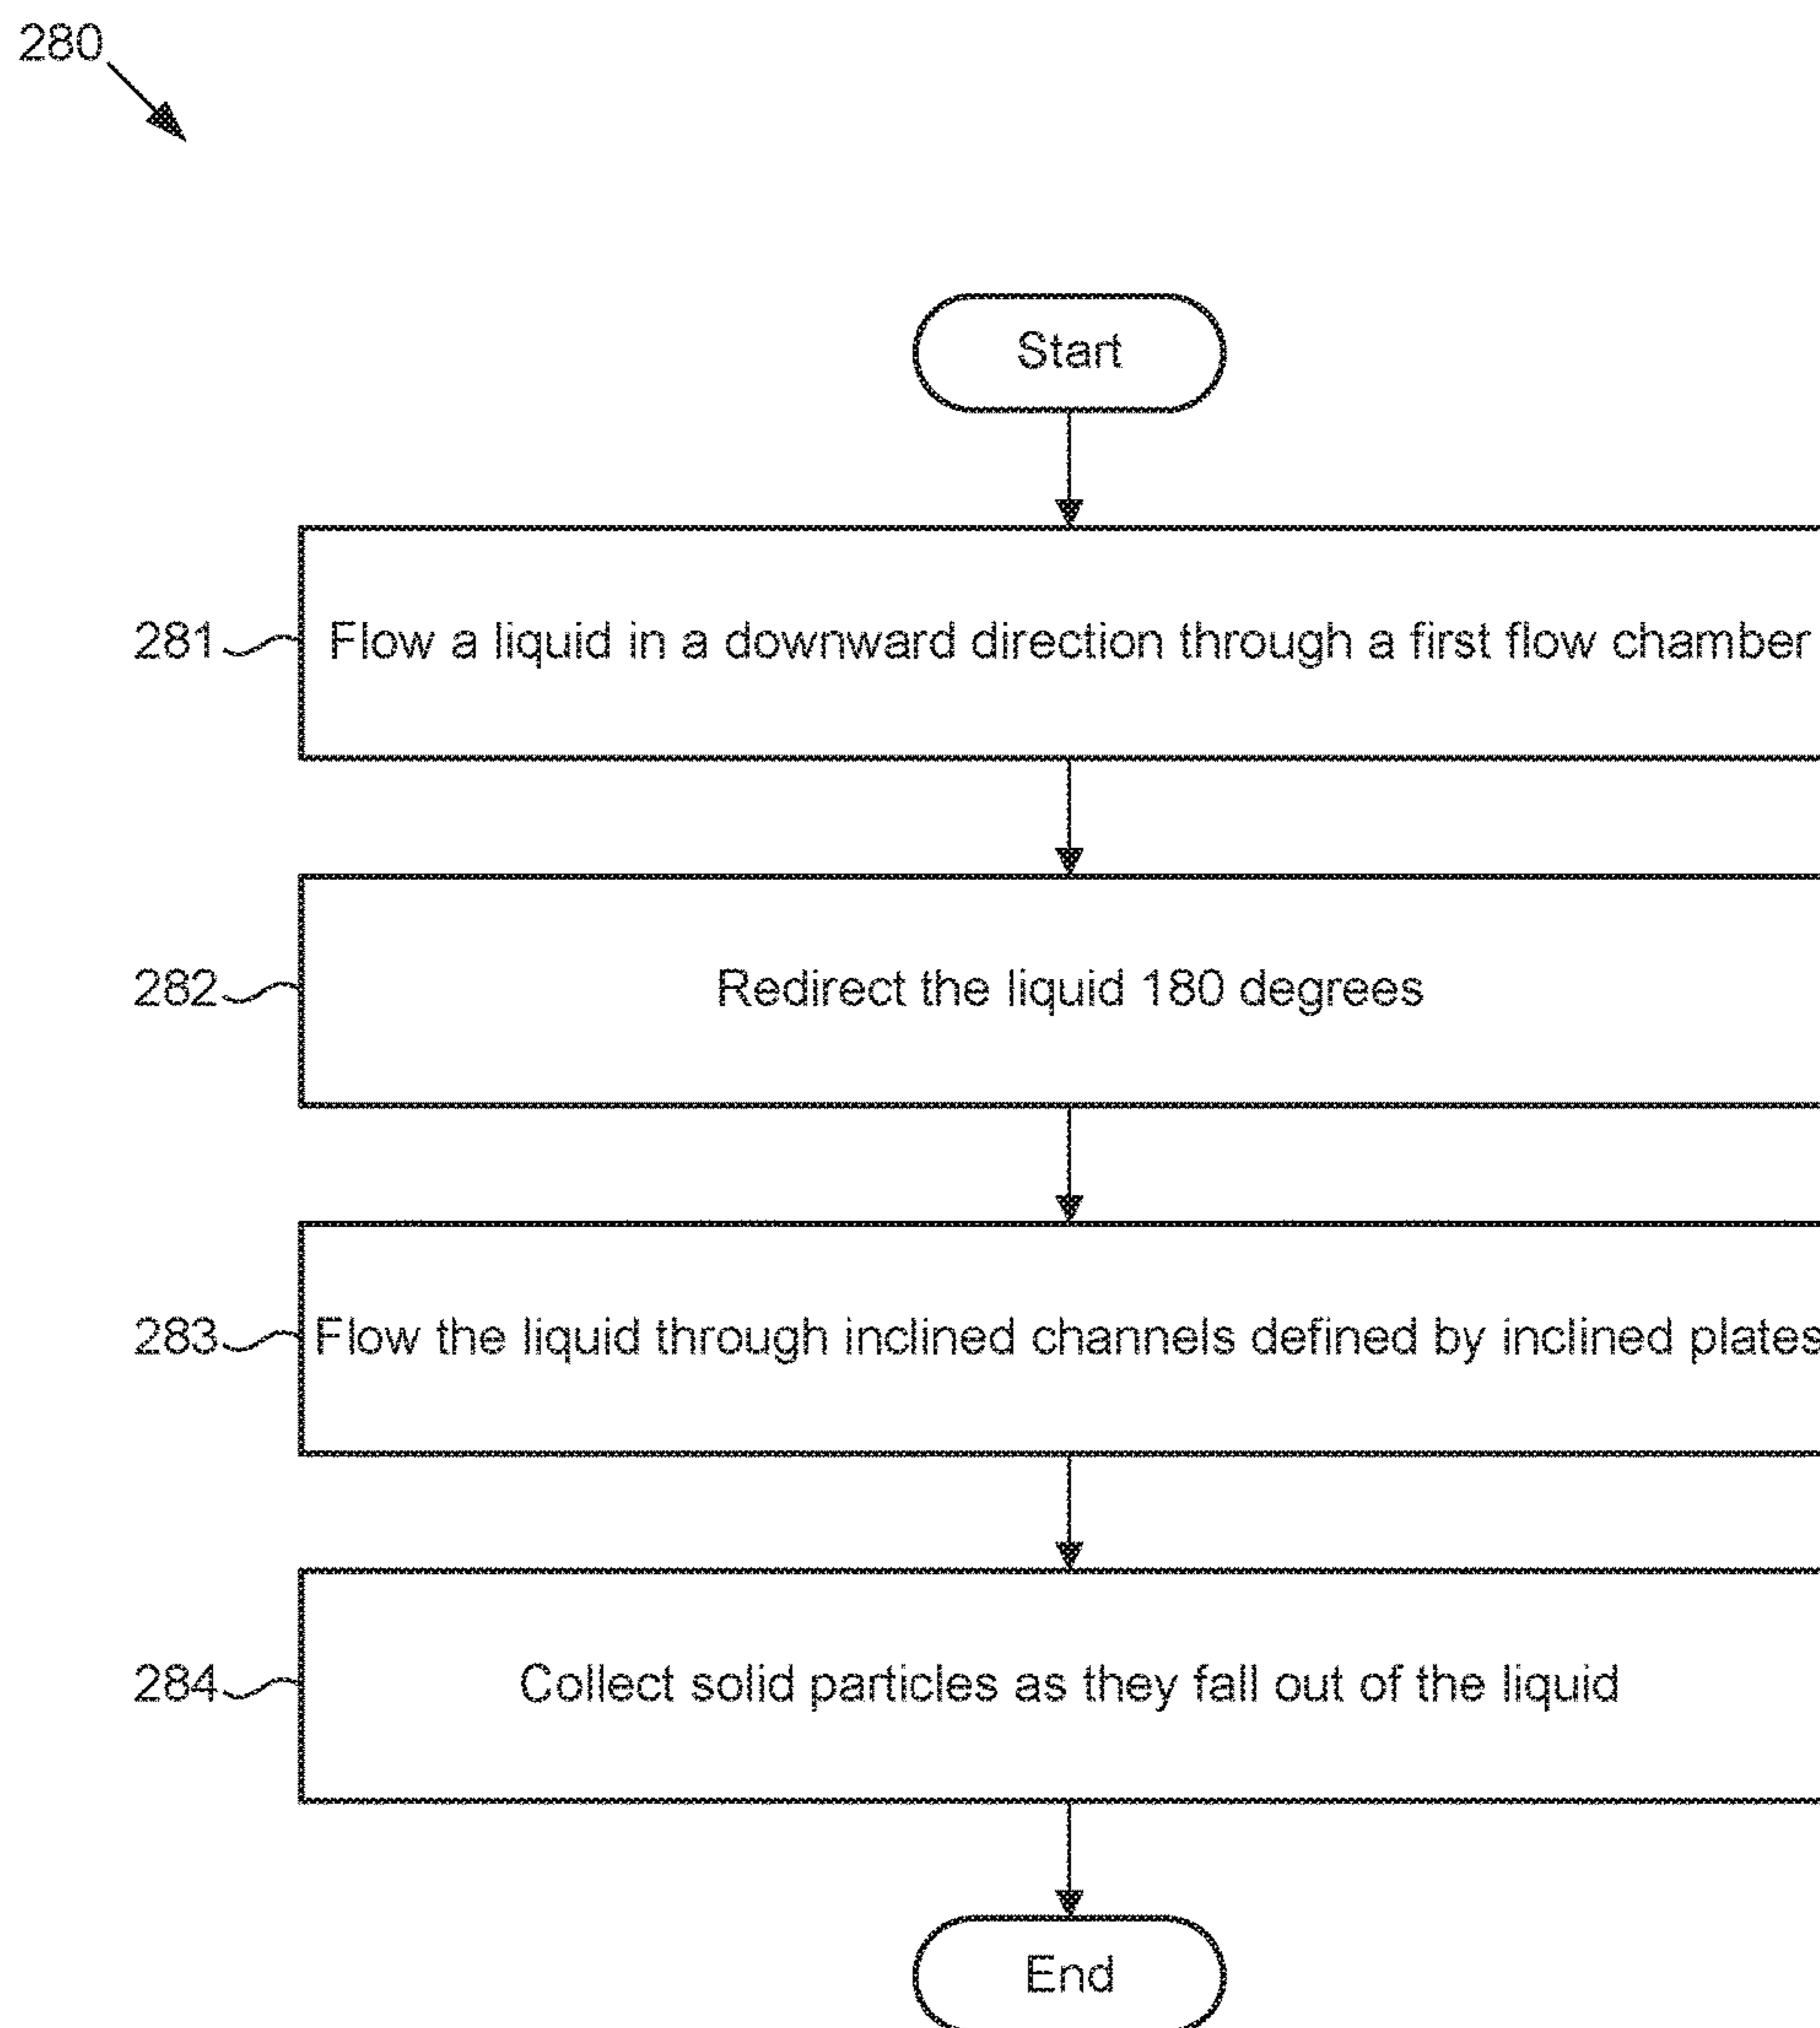 280
Start
281 Flow a liquid in a downward direction through a first flow chamber
282 Redirect the liquid 180 degrees
283 Flow the liquid through inclined channels defined by inclined plates
284 Collect solid particles as they fall out of the liquid
End